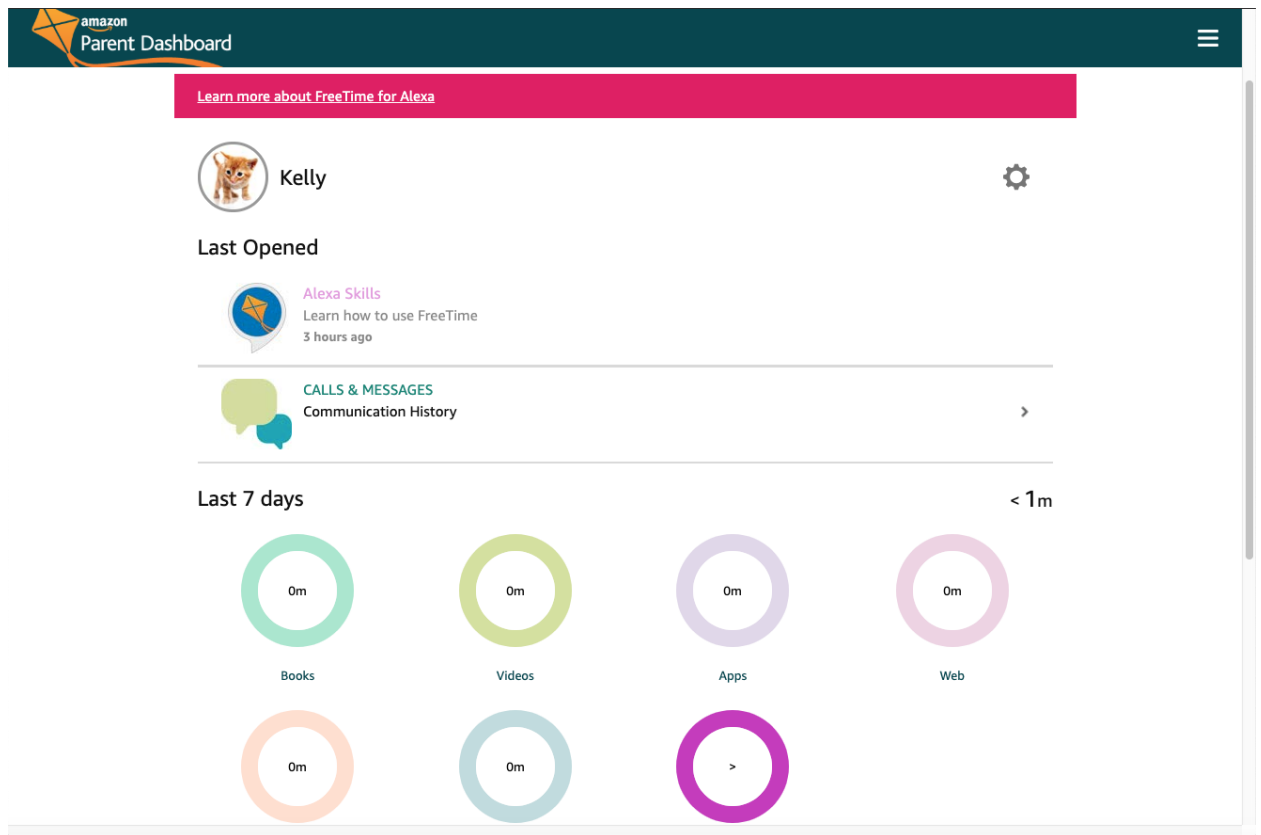 amazon
Parent Dashboard
Learn more about FreeTime for Alexa
Kelly
Last Opened
Alexa Skills
Learn how to use FreeTime
3 hours ago
CALLS & MESSAGES
Communication History
>
Last 7 days
< 1m
0m
0m
0m
0m
Books
Videos
Apps
Web
0m
0m
>